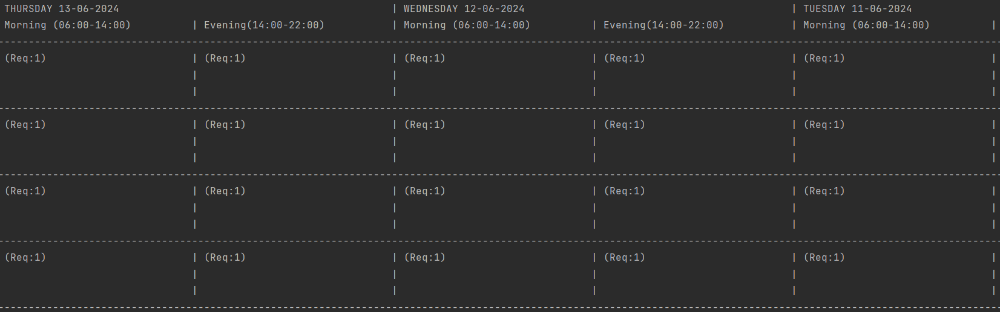 THURSDAY 13-06-2024 | WEDNESDAY 12-06-2024 | TUESDAY 11-06-2024
Morning (06:00-14:00) | Evening(14:00-22:00) | Morning (06:00-14:00) | Evening(14:00-22:00) | Morning (06:00-14:00) |
(Req:1) | (Req:1) | (Req:1) | (Req:1) | (Req:1) |
(Req:1) | (Req:1) | (Req:1) | (Req:1) | (Req:1) |
(Req:1) | (Req:1) | (Req:1) | (Req:1) | (Req:1) |
(Req:1) | (Req:1) | (Req:1) | (Req:1) | (Req:1) |